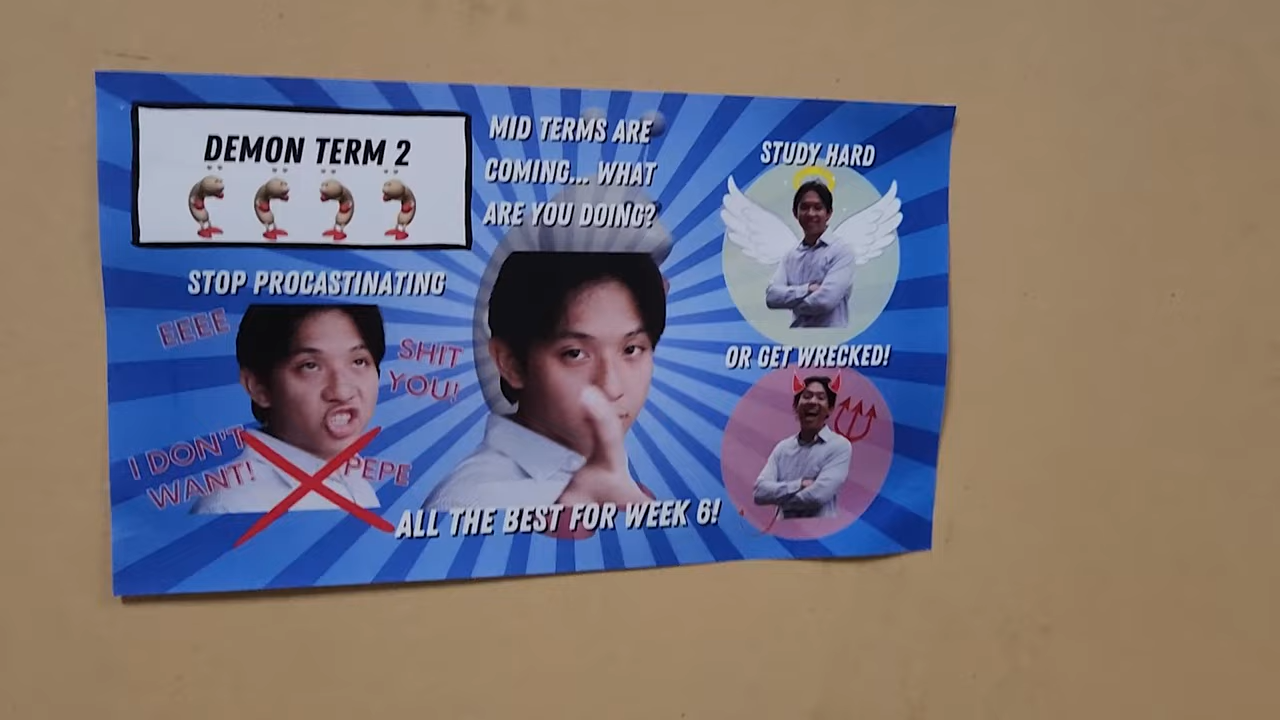 DEMON TERM 2
MID TERMS ARE
COMING... WHAT
ARE YOU DOING?
STOP PROCASTINATING
EEEE
SHIT
YOU!
I DON'T
WANT!
PEPE
STUDY HARD
OR GET WRECKED!
ALL THE BEST FOR WEEK 6!